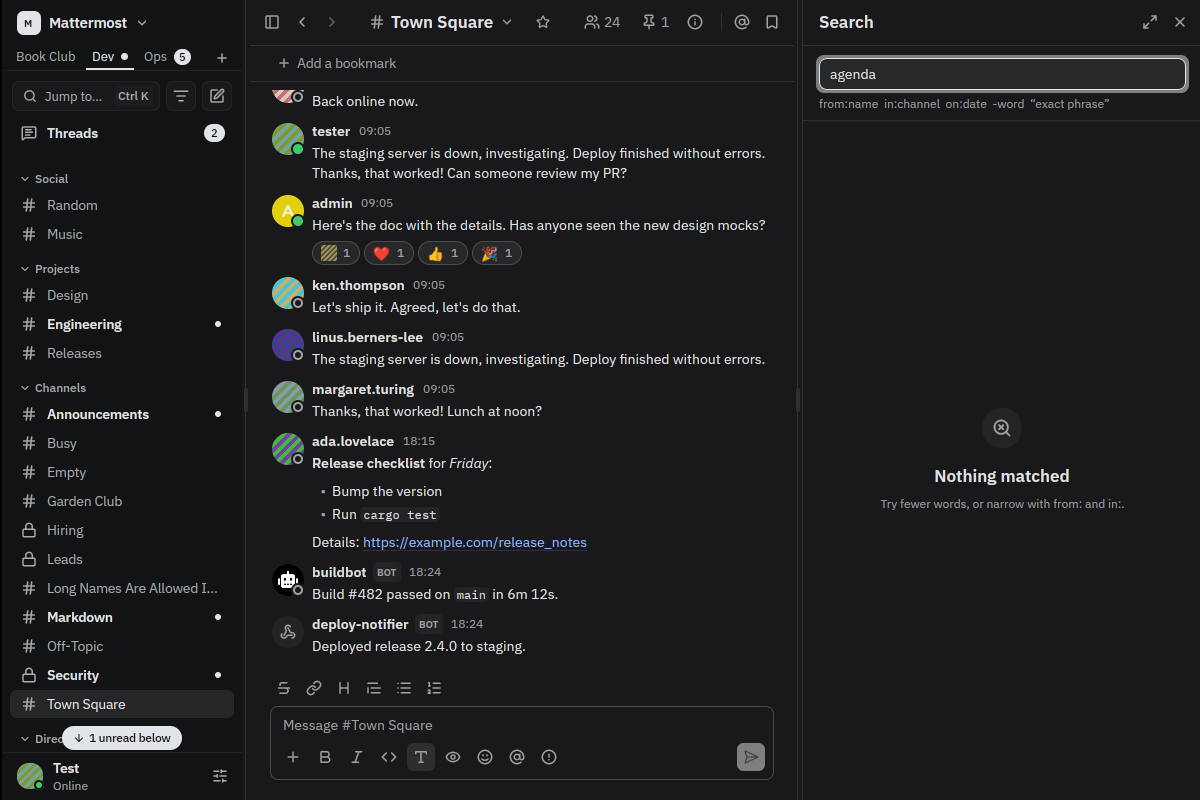 M Mattermost
Book Club Dev Ops 5
Jump to... Ctrl K
Threads 2
Social
Random
Music
Projects
Design
Engineering
Releases
Channels
Announcements
Busy
Empty
Garden Club
Hiring
Leads
Long Names Are Allowed I...
Markdown
Off-Topic
Security
Town Square
Direc
1 unread below
Test
Online
Town Square 24 1
Add a bookmark
Back online now.
tester 09:05
The staging server is down, investigating. Deploy finished without errors.
Thanks, that worked! Can someone review my PR?
A admin 09:05
Here's the doc with the details. Has anyone seen the new design mocks?
1 1 1 1
ken.thompson 09:05
Let's ship it. Agreed, let's do that.
linus.berners-lee 09:05
The staging server is down, investigating. Deploy finished without errors.
margaret.turing 09:05
Thanks, that worked! Lunch at noon?
ada.lovelace 18:15
Release checklist for Friday:
Bump the version
Run cargo test
Details: https://example.com/release_notes
buildbot BOT 18:24
Build #482 passed on main in 6m 12s.
deploy-notifier BOT 18:24
Deployed release 2.4.0 to staging.
Message #Town Square
Search
agenda
from:name in:channel on:date -word “exact phrase”
Nothing matched
Try fewer words, or narrow with from: and in:.